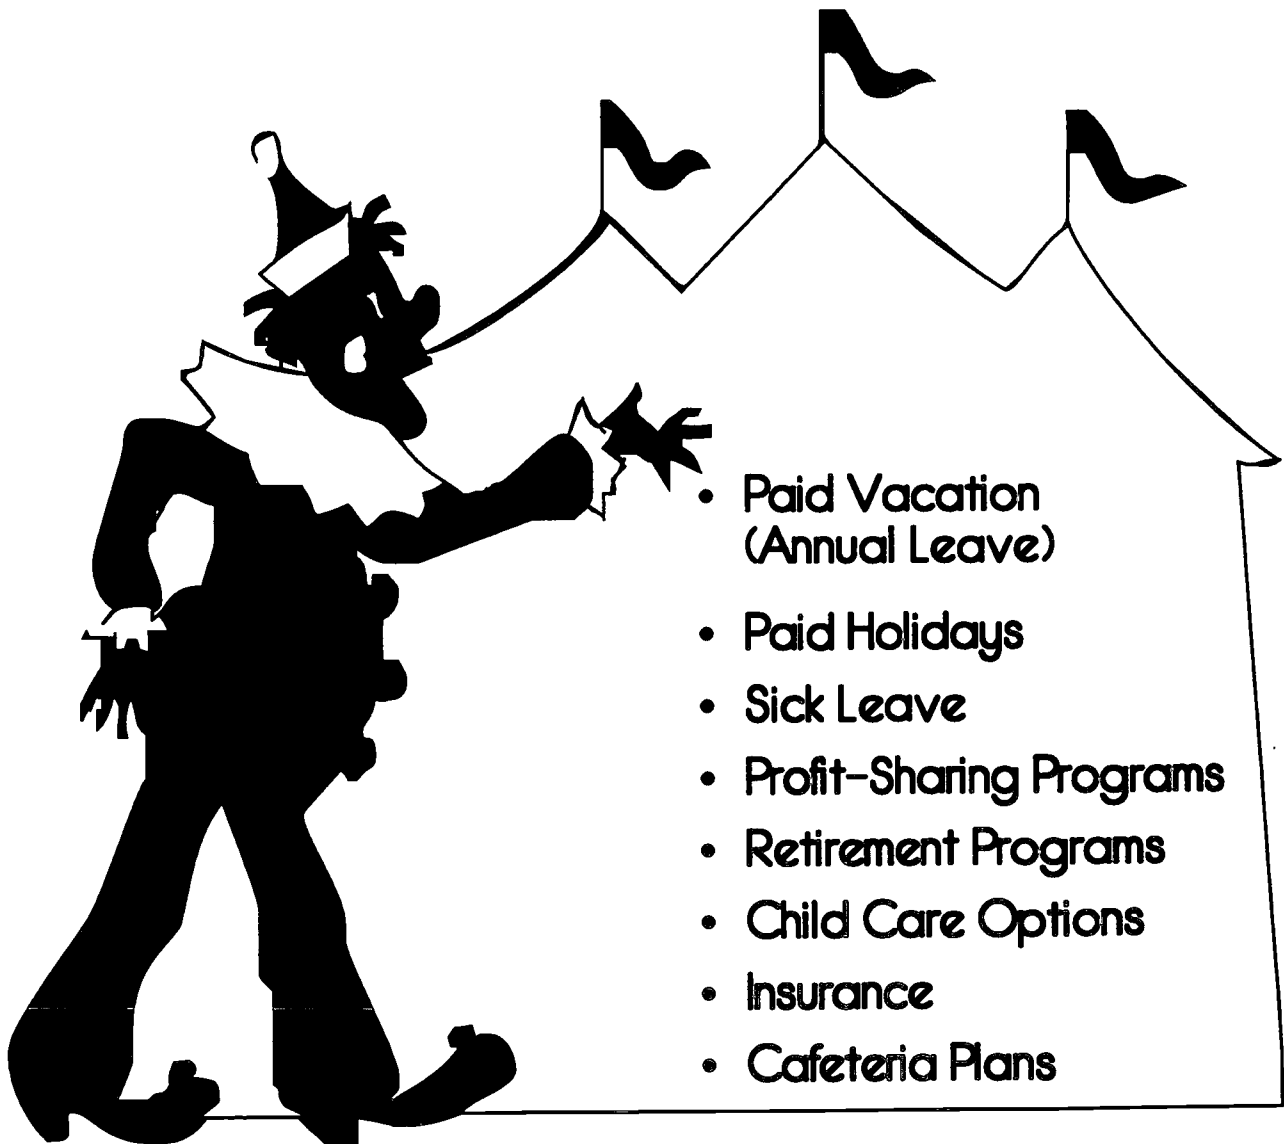 • Paid Vacation
(Annual Leave)
• Paid Holidays
• Sick Leave
• Profit-Sharing Programs
• Retirement Programs
• Child Care Options
• Insurance
• Cafeteria Plans